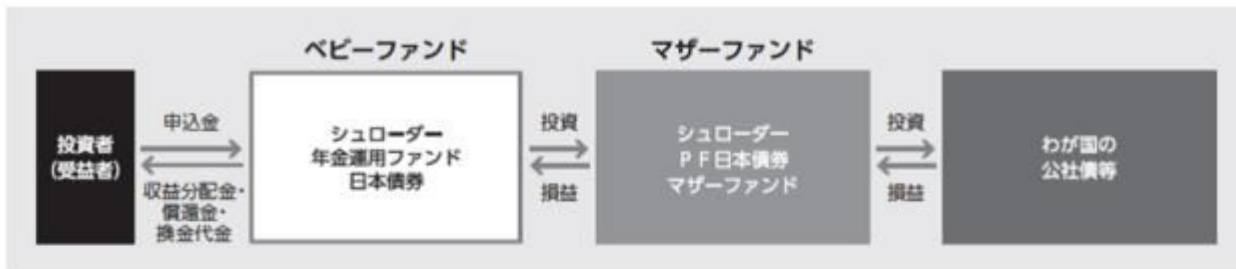 ベビーファンド
マザーファンド
投資者
(受益者)
申込金
収益分配金・
償還金・
換金代金
シュローダー
年金運用ファンド
日本債券
投資
損益
シュローダー
PF日本債券
マザーファンド
投資
損益
わが国の
公社債等